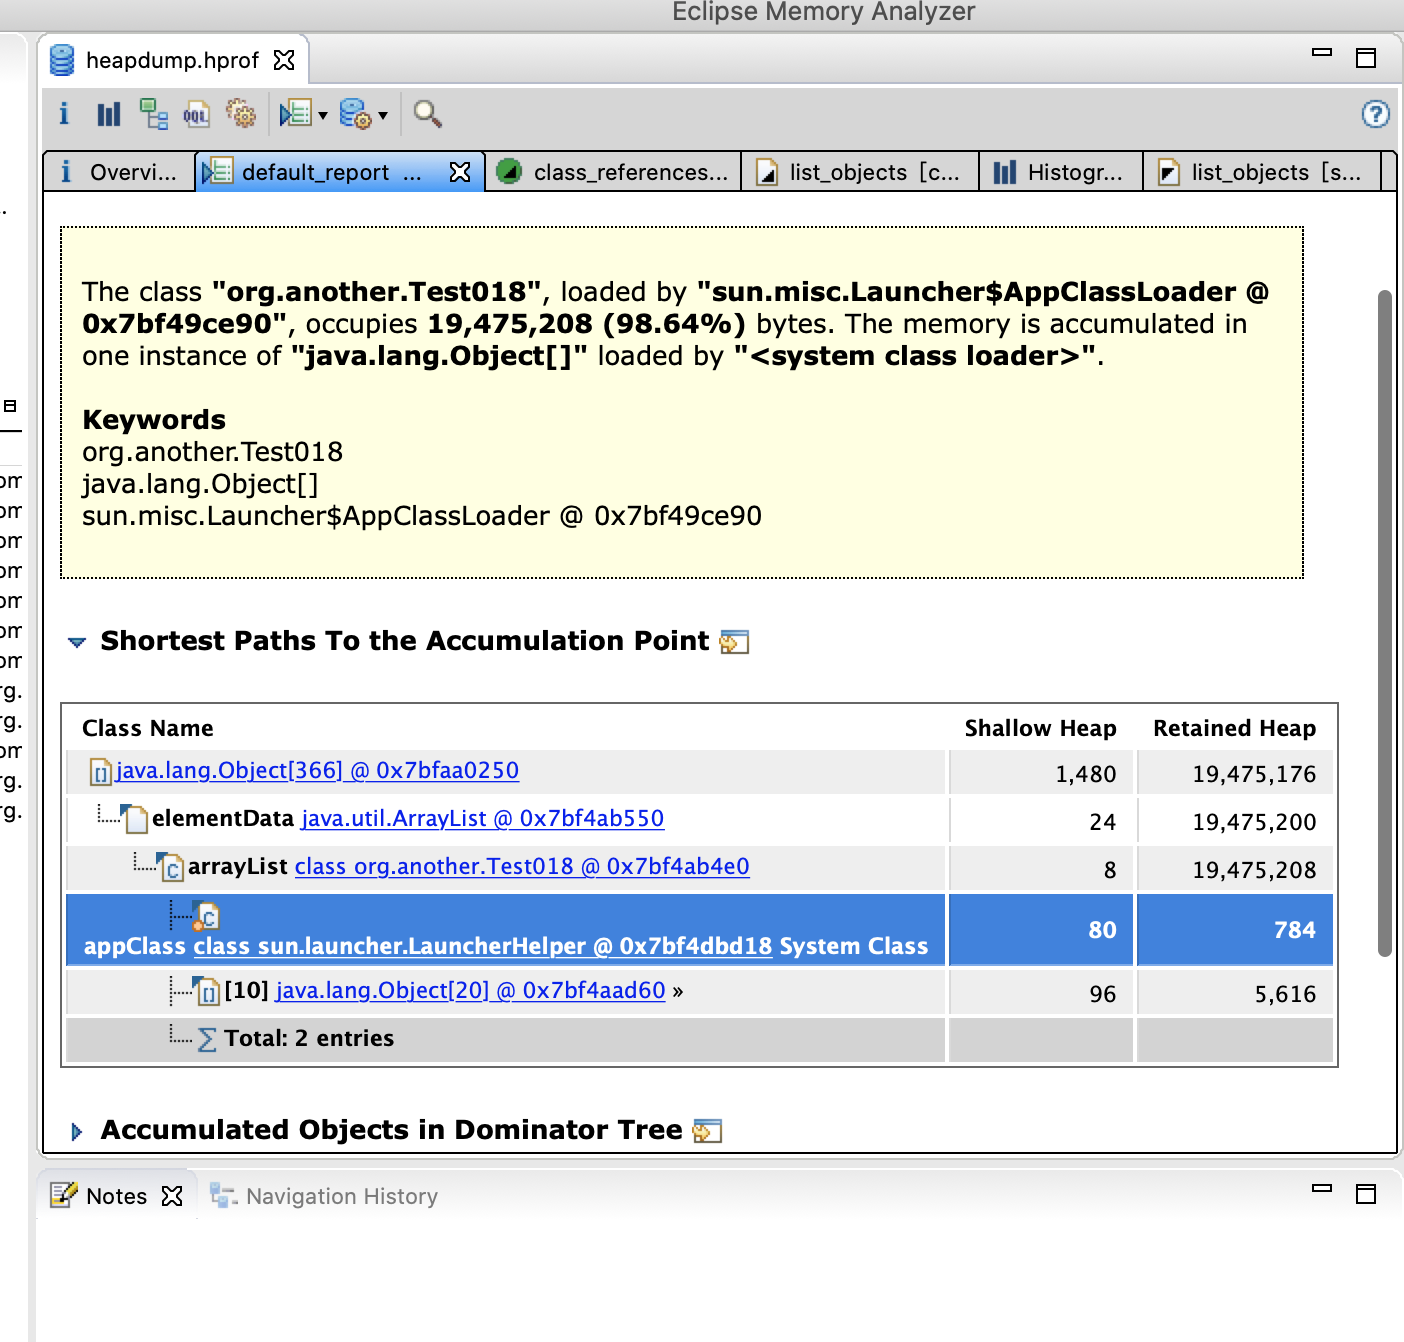 Eclipse Memory Analyzer
heapdump.hprof
i
OQL
?
i Overvi...
default_report ...
class_references...
list_objects [c...
Histogr...
list_objects [s...
The class "org.another.Test018", loaded by "sun.misc.Launcher$AppClassLoader @
0x7bf49ce90", occupies 19,475,208 (98.64%) bytes. The memory is accumulated in
one instance of "java.lang.Object[]" loaded by "<system class loader>".
Keywords
org.another.Test018
java.lang.Object[]
sun.misc.Launcher$AppClassLoader @ 0x7bf49ce90
Shortest Paths To the Accumulation Point
Class Name Shallow Heap Retained Heap
java.lang.Object[366] @ 0x7bfaa0250 1,480 19,475,176
elementData java.util.ArrayList @ 0x7bf4ab550 24 19,475,200
arrayList class org.another.Test018 @ 0x7bf4ab4e0 8 19,475,208
appClass class sun.launcher.LauncherHelper @ 0x7bf4dbd18 System Class 80 784
[10] java.lang.Object[20] @ 0x7bf4aad60 » 96 5,616
Σ Total: 2 entries
Accumulated Objects in Dominator Tree
Notes
Navigation History